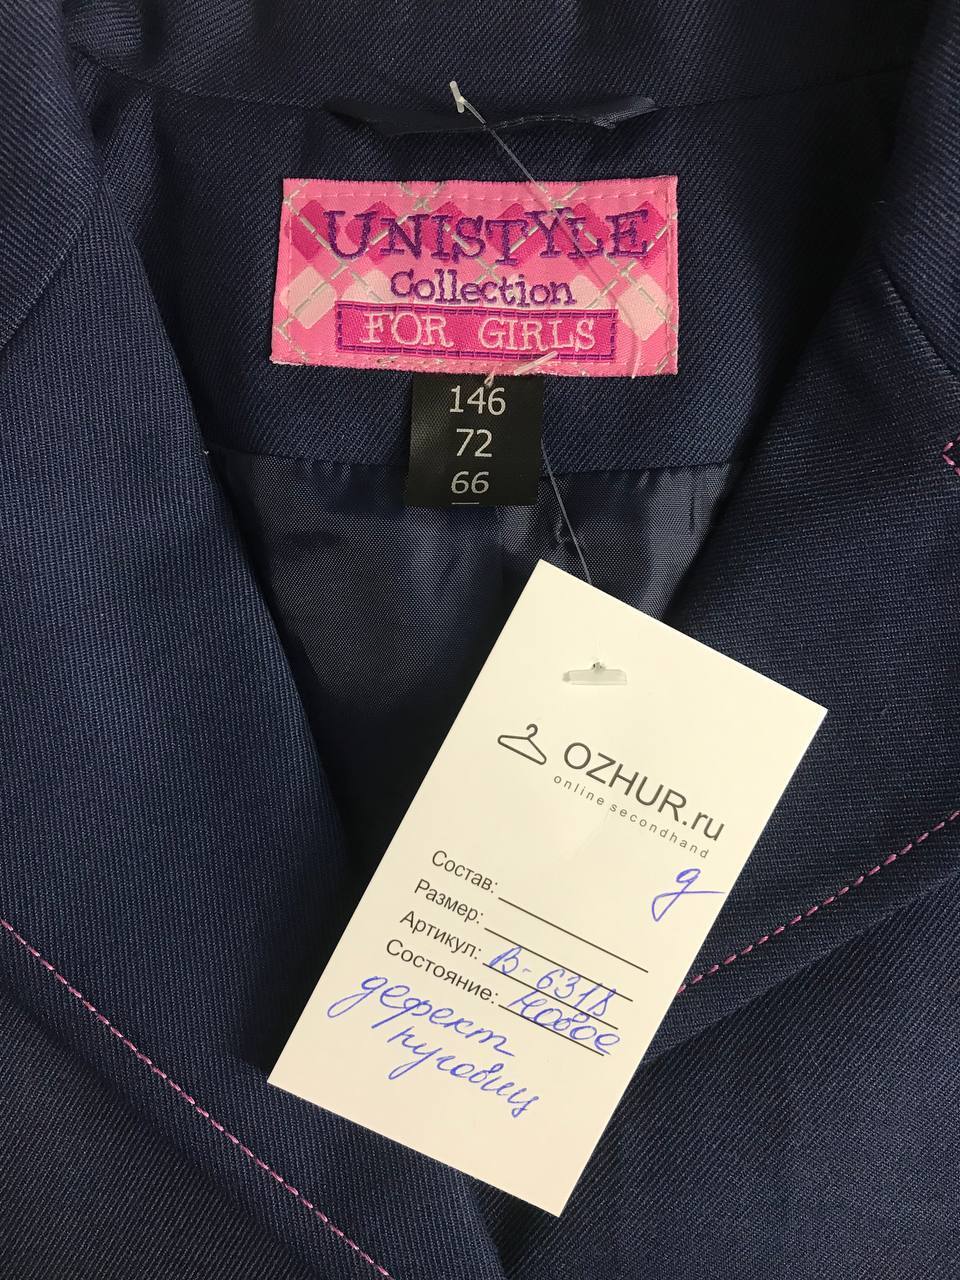 UNISTYLE
Collection
FOR GIRLS
146
72
66
OZHUR.ru
online secondhand
д
Состав:
Размер:
Артикул: В-6318
Состояние: Новое
дефект
пуговиц